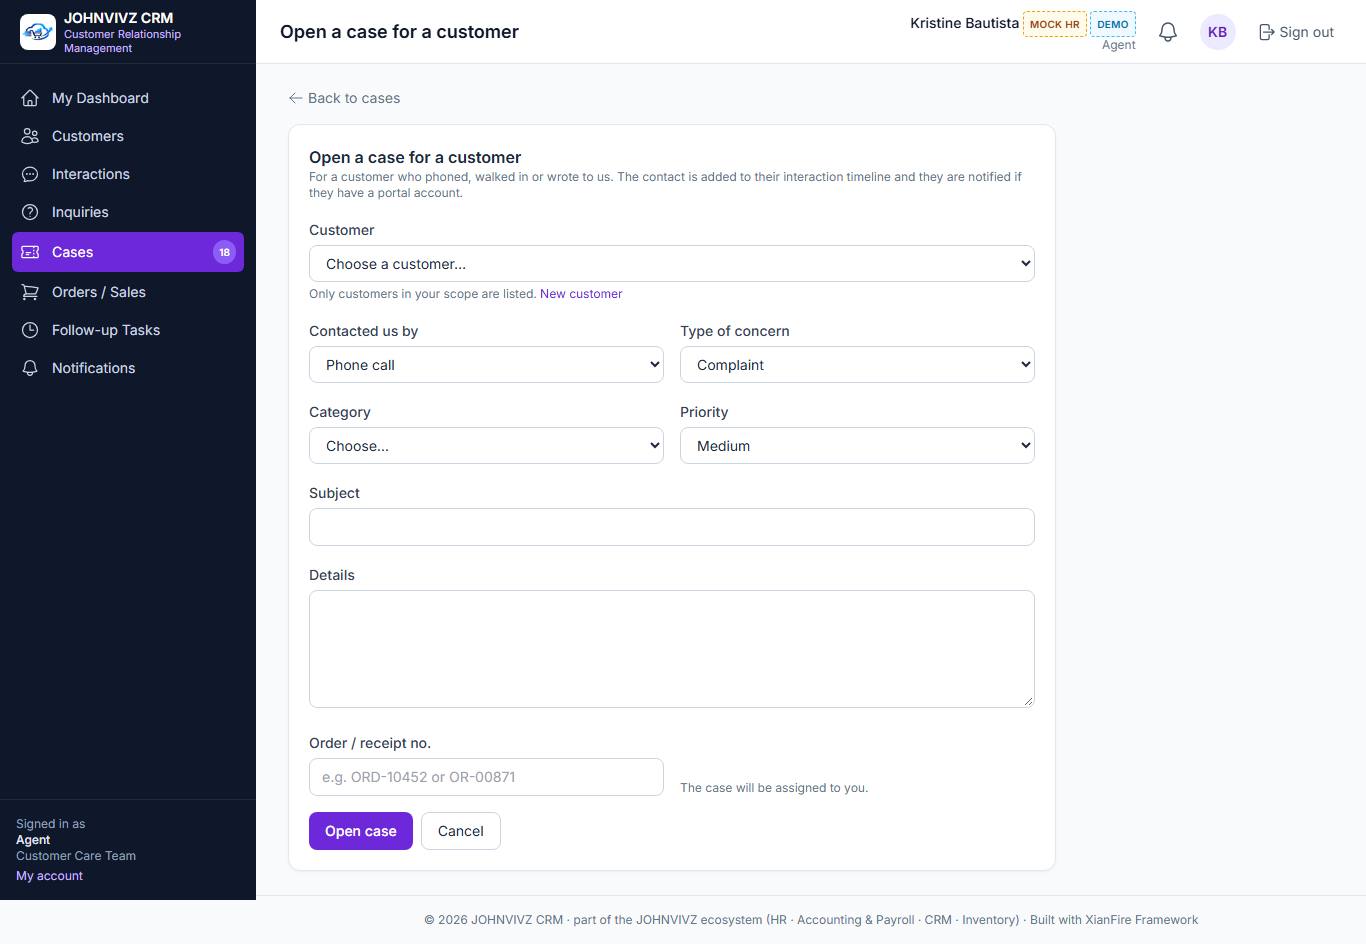 JOHNVIVZ CRM
Customer Relationship
Management
Open a case for a customer
Kristine Bautista MOCK HR DEMO
Agent
KB
Sign out
My Dashboard
Customers
Interactions
Inquiries
Cases 18
Orders / Sales
Follow-up Tasks
Notifications
Signed in as
Agent
Customer Care Team
My account
← Back to cases
Open a case for a customer
For a customer who phoned, walked in or wrote to us. The contact is added to their interaction timeline and they are notified if
they have a portal account.
Customer
Choose a customer...
Only customers in your scope are listed. New customer
Contacted us by Type of concern
Phone call Complaint
Category Priority
Choose... Medium
Subject
Details
Order / receipt no.
e.g. ORD-10452 or OR-00871
The case will be assigned to you.
Open case Cancel
© 2026 JOHNVIVZ CRM · part of the JOHNVIVZ ecosystem (HR · Accounting & Payroll · CRM · Inventory) · Built with XianFire Framework